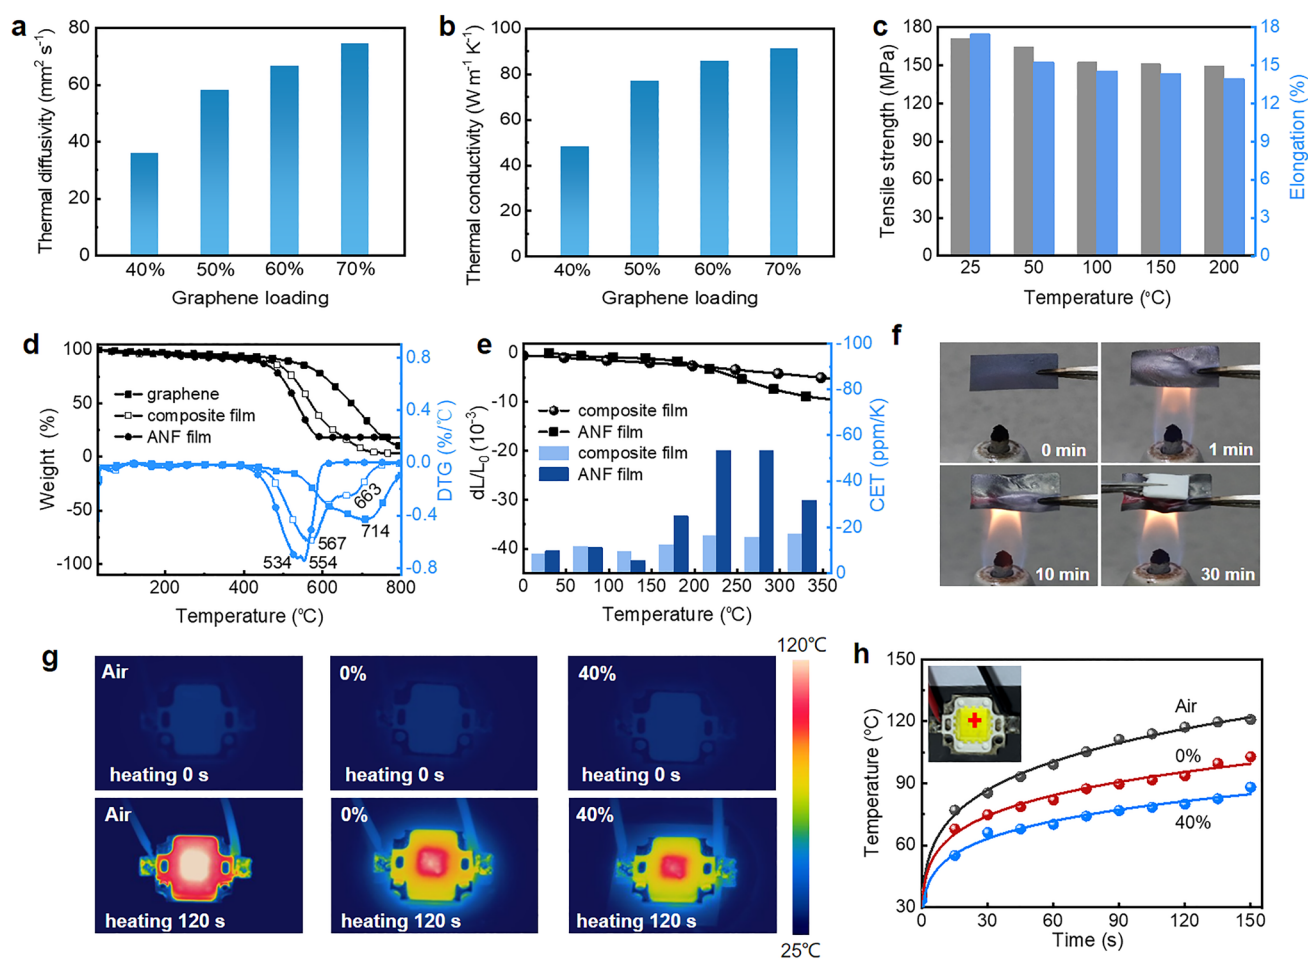 a
80
60
40
20
0
Thermal diffusivity (mm² s⁻¹)
40% 50% 60% 70%
Graphene loading
b
100
80
60
40
20
0
Thermal conductivity (W m⁻¹ K⁻¹)
40% 50% 60% 70%
Graphene loading
c
180
150
120
90
60
30
0
Tensile strength (MPa)
18
15
12
9
6
3
0
Elongation (%)
25 50 100 150 200
Temperature (°C)
d
100
50
0
-50
-100
Weight (%)
graphene
composite film
ANF film
0.8
0.4
0.0
-0.4
-0.8
DTG (%/℃)
663
714
567
534 554
200 400 600 800
Temperature (°C)
e
0
-10
-20
-30
-40
dL/L₀ (10⁻³)
composite film
ANF film
composite film
ANF film
-100
-80
-60
-40
-20
0
CET (ppm/K)
0 50 100 150 200 250 300 350
Temperature (°C)
f
0 min
1 min
10 min
30 min
g
Air
heating 0 s
0%
heating 0 s
40%
heating 0 s
Air
heating 120 s
0%
heating 120 s
40%
heating 120 s
120℃
25℃
h
150
120
90
60
30
Temperature (°C)
Air
0%
40%
0 30 60 90 120 150
Time (s)